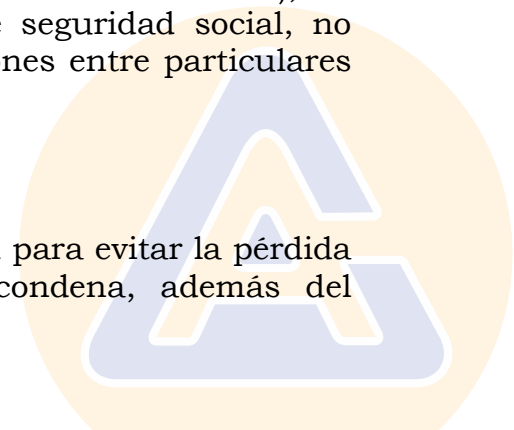 seguridad social, no
nes entre particulares
para evitar la pérdida
condena, además del